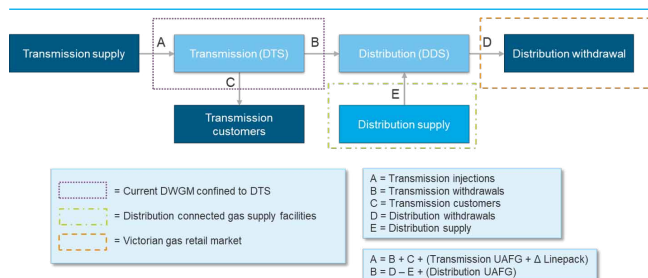 Transmission supply
A
Transmission (DTS)
B
Distribution (DDS)
D
Distribution withdrawal
C
E
Transmission
customers
Distribution supply
= Current DWGM confined to DTS
= Distribution connected gas supply facilities
= Victorian gas retail market
A = Transmission injections
B = Transmission withdrawals
C = Transmission customers
D = Distribution withdrawals
E = Distribution supply
A = B + C + (Transmission UAFG + Δ Linepack)
B = D – E + (Distribution UAFG)